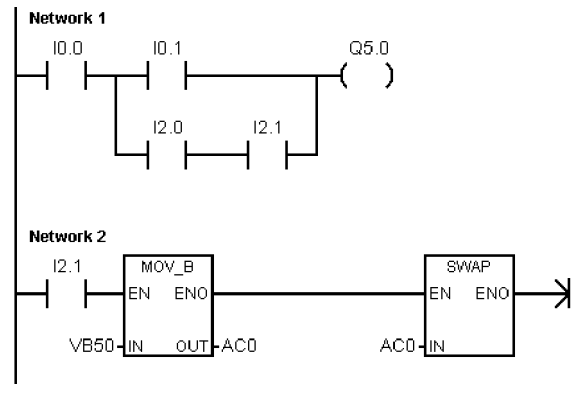 Network 1
I0.0 I0.1 Q5.0
I2.0 I2.1
Network 2
I2.1 MOV_B SWAP
EN ENO EN ENO
VB50 IN OUT AC0 AC0 IN